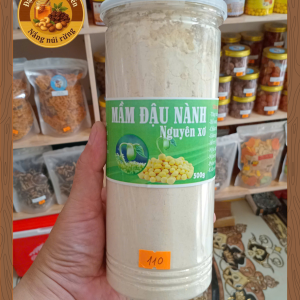 Nắng núi rừng
MẦM ĐẬU NÀNH
Nguyên xơ
500g
110